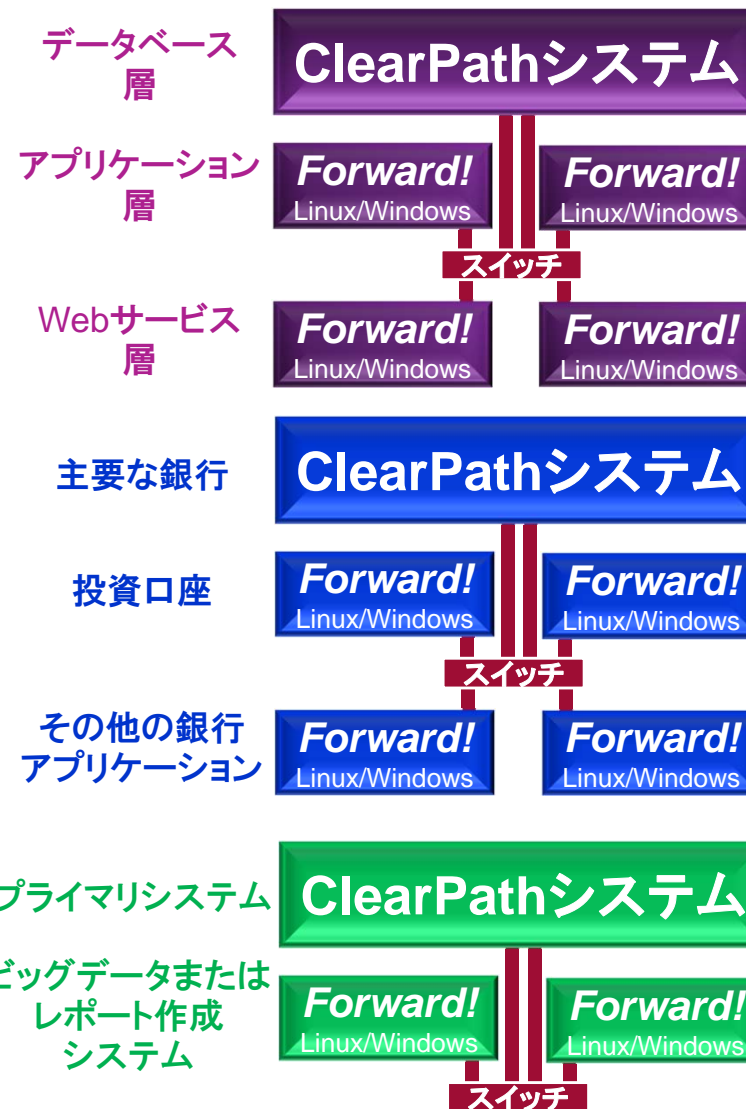 データベース
層
ClearPathシステム
アプリケーション
層
Forward!
Linux/Windows
Forward!
Linux/Windows
スイッチ
Webサービス
層
Forward!
Linux/Windows
Forward!
Linux/Windows
主要な銀行
ClearPathシステム
投資口座
Forward!
Linux/Windows
Forward!
Linux/Windows
スイッチ
その他の銀行
アプリケーション
Forward!
Linux/Windows
Forward!
Linux/Windows
プライマリシステム
ClearPathシステム
ビッグデータまたは
レポート作成
システム
Forward!
Linux/Windows
Forward!
Linux/Windows
スイッチ